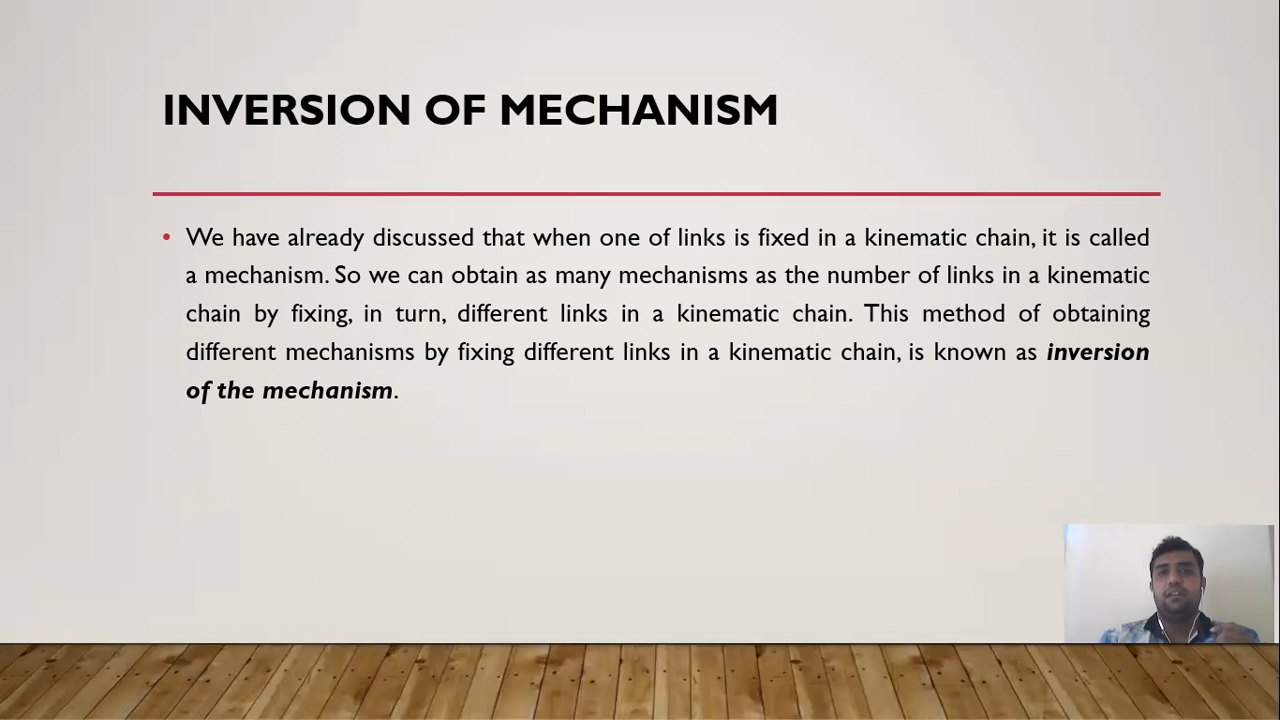 INVERSION OF MECHANISM
• We have already discussed that when one of links is fixed in a kinematic chain, it is called
a mechanism. So we can obtain as many mechanisms as the number of links in a kinematic
chain by fixing, in turn, different links in a kinematic chain. This method of obtaining
different mechanisms by fixing different links in a kinematic chain, is known as inversion
of the mechanism.